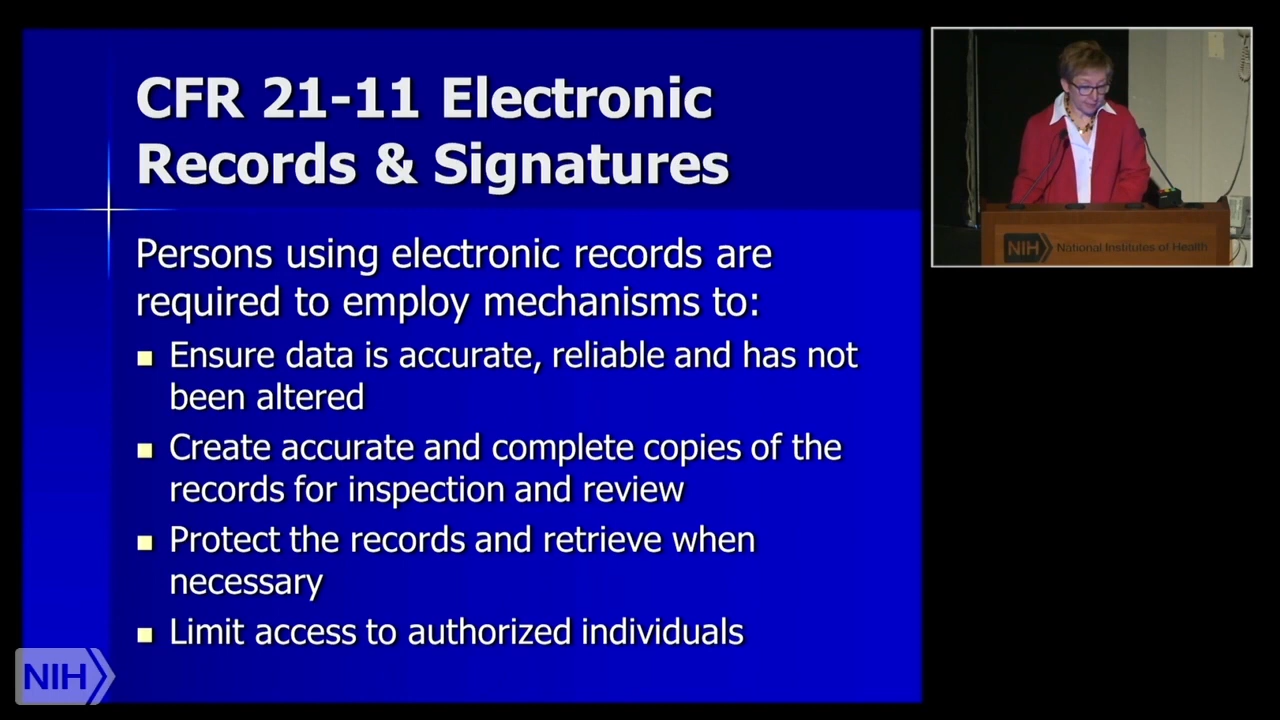 CFR 21-11 Electronic
Records & Signatures
Persons using electronic records are
required to employ mechanisms to:
Ensure data is accurate, reliable and has not
been altered
Create accurate and complete copies of the
records for inspection and review
Protect the records and retrieve when
necessary
Limit access to authorized individuals
NIH
NIH National Institutes of Health